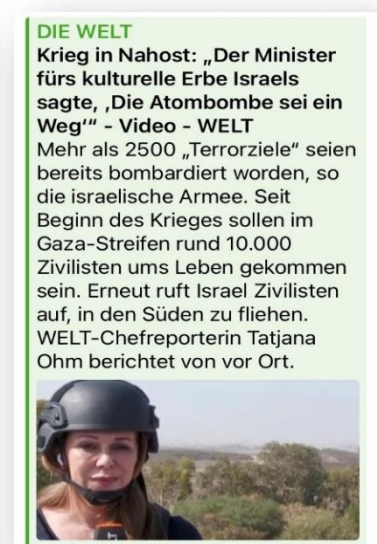 DIE WELT
Krieg in Nahost: „Der Minister
fürs kulturelle Erbe Israels
sagte, ‚Die Atombombe sei ein
Weg‘“ - Video - WELT
Mehr als 2500 „Terrorziele“ seien
bereits bombardiert worden, so
die israelische Armee. Seit
Beginn des Krieges sollen im
Gaza-Streifen rund 10.000
Zivilisten ums Leben gekommen
sein. Erneut ruft Israel Zivilisten
auf, in den Süden zu fliehen.
WELT-Chefreporterin Tatjana
Ohm berichtet von vor Ort.